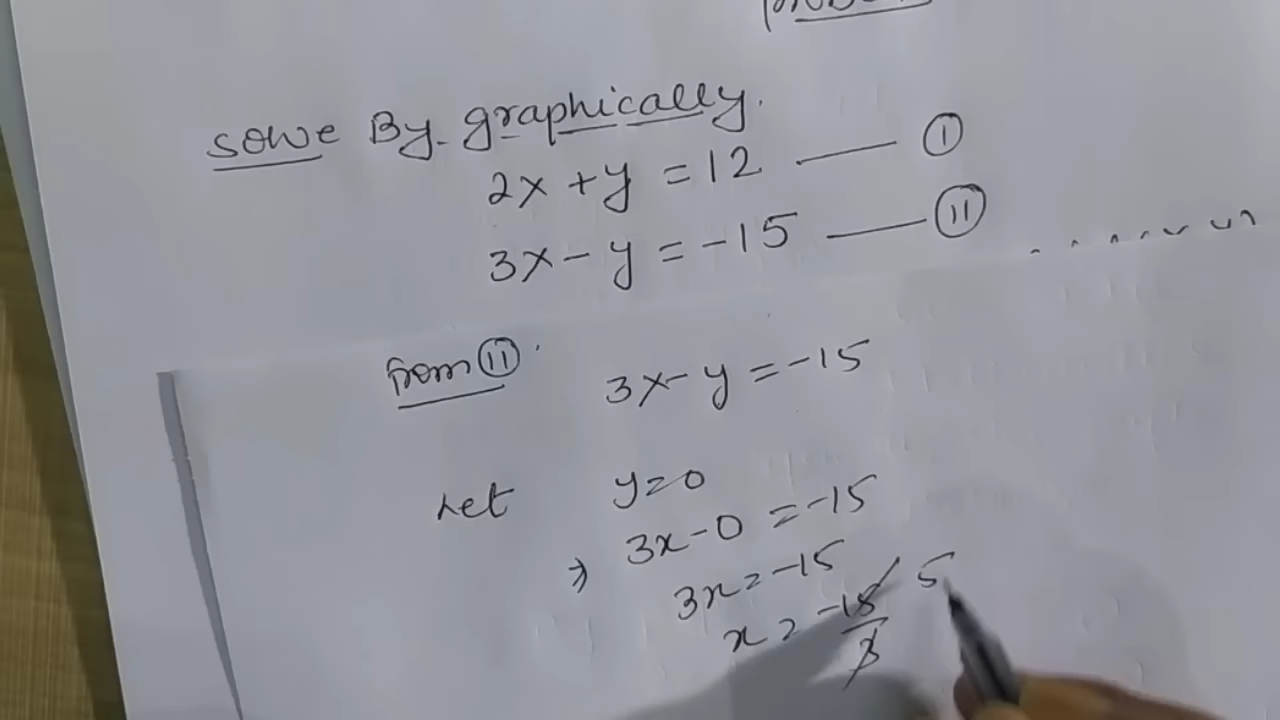 solve By graphically.
2x + y = 12 —— (I)
3x - y = -15 —— (II)
from (II)
3x - y = -15
Let y = 0
⇒ 3x - 0 = -15
3x = -15
x = -15/3 5